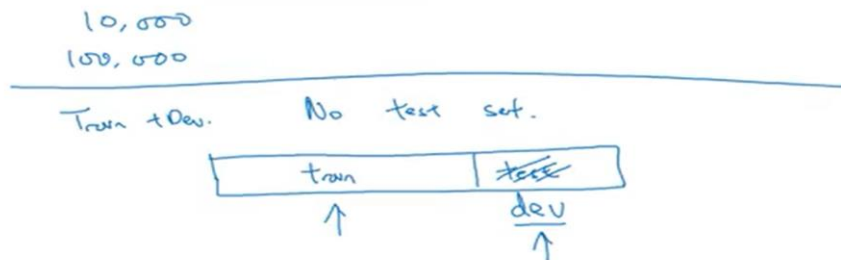 10,000
100,000
Train + Dev. No test set.
train test
dev